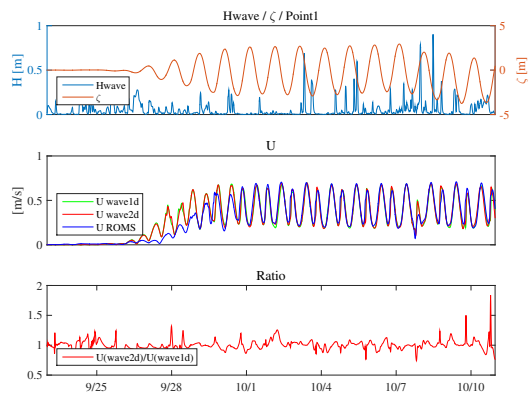 Hwave / ζ / Point1
1
0.5
0
H [m]
5
0
-5
ζ [m]
Hwave
ζ
U
1
0.5
0
[m/s]
U wave1d
U wave2d
U ROMS
Ratio
2
1.5
1
0.5
U(wave2d)/U(wave1d)
9/25 9/28 10/1 10/4 10/7 10/10